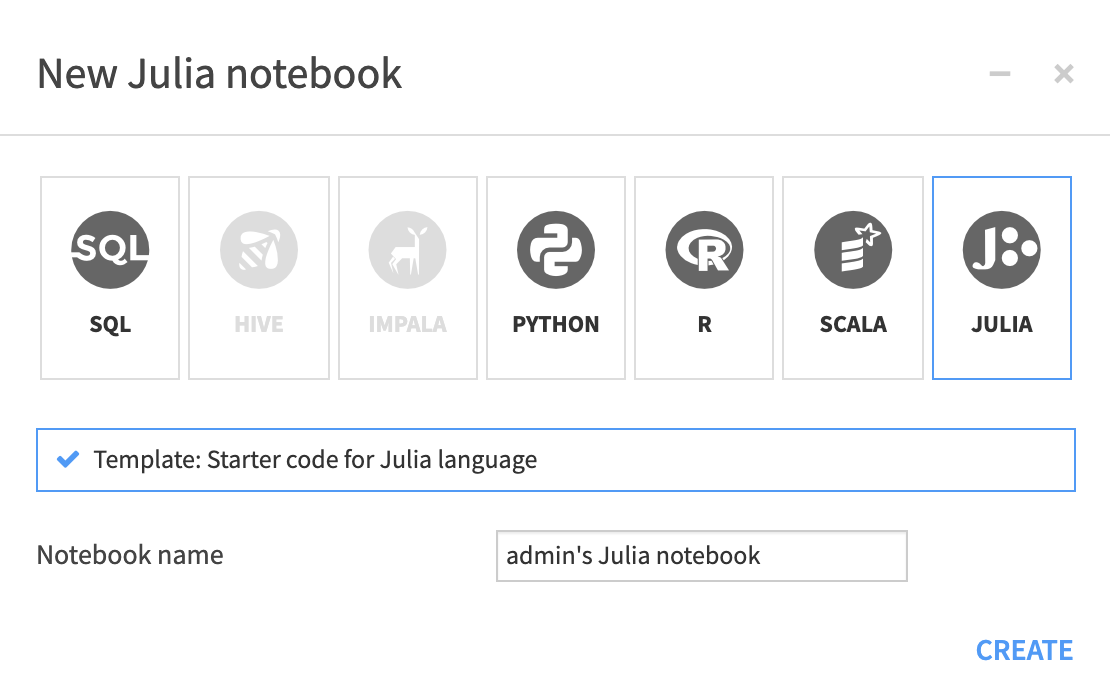 New Julia notebook
SQL
R
J
SQL HIVE IMPALA PYTHON R SCALA JULIA
Template: Starter code for Julia language
Notebook name admin's Julia notebook
CREATE